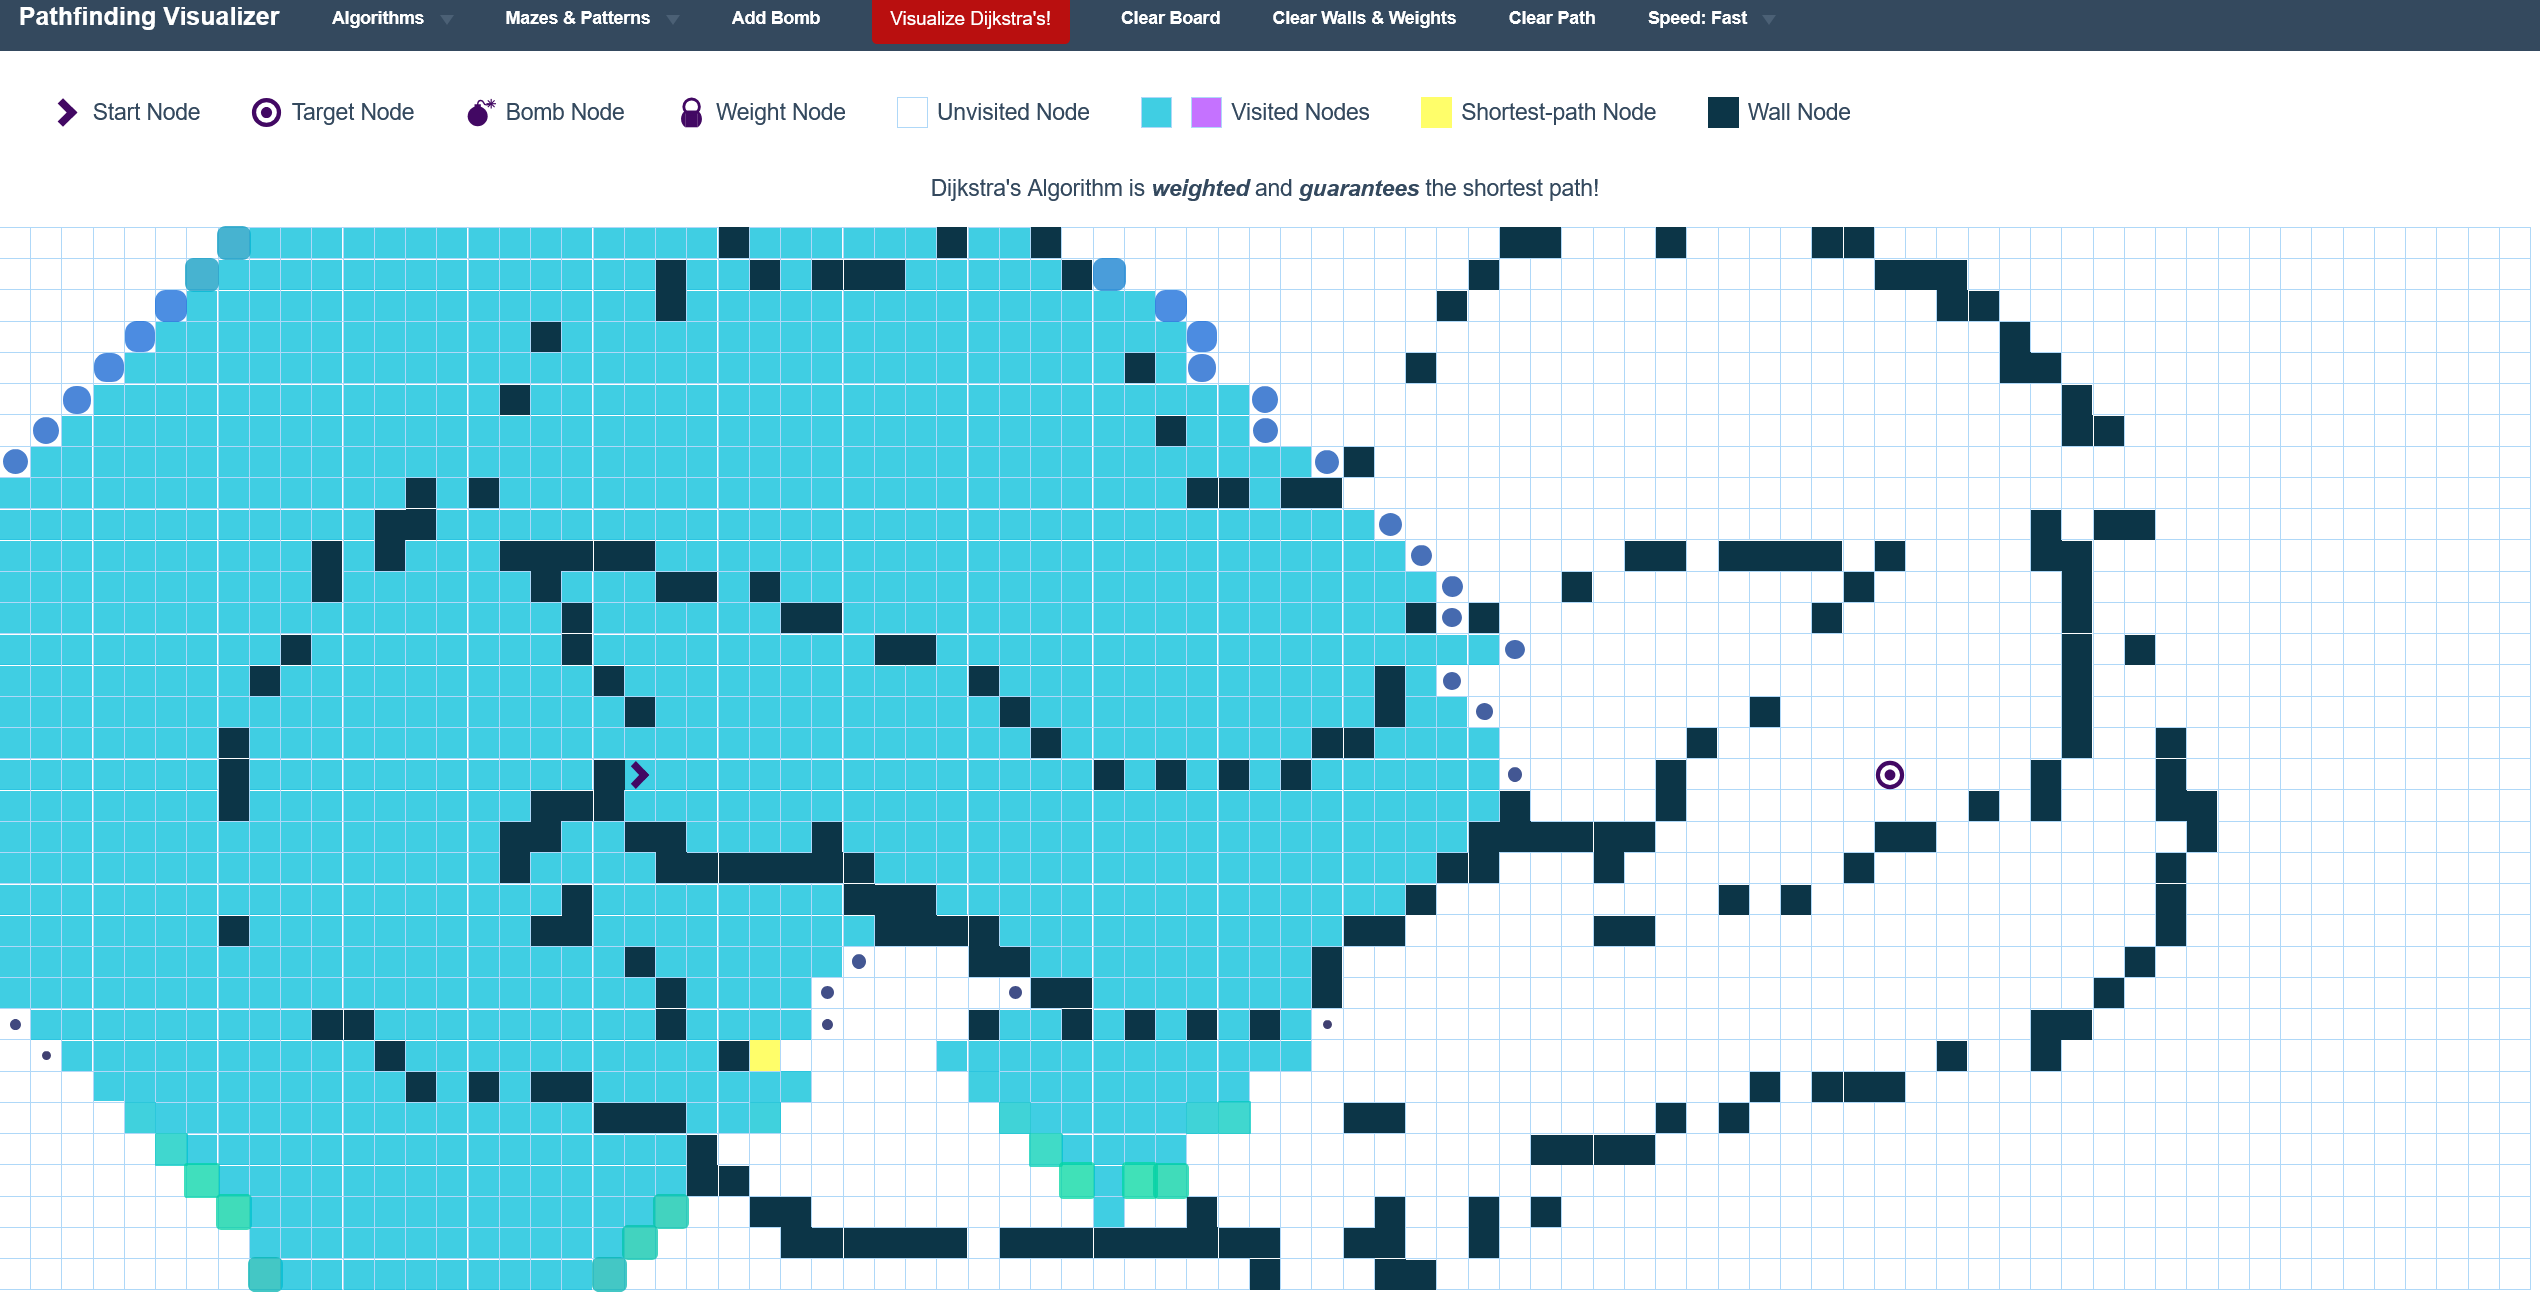 Pathfinding Visualizer Algorithms Mazes & Patterns Add Bomb Visualize Dijkstra's! Clear Board Clear Walls & Weights Clear Path Speed: Fast
Start Node Target Node Bomb Node Weight Node Unvisited Node Visited Nodes Shortest-path Node Wall Node
Dijkstra's Algorithm is weighted and guarantees the shortest path!